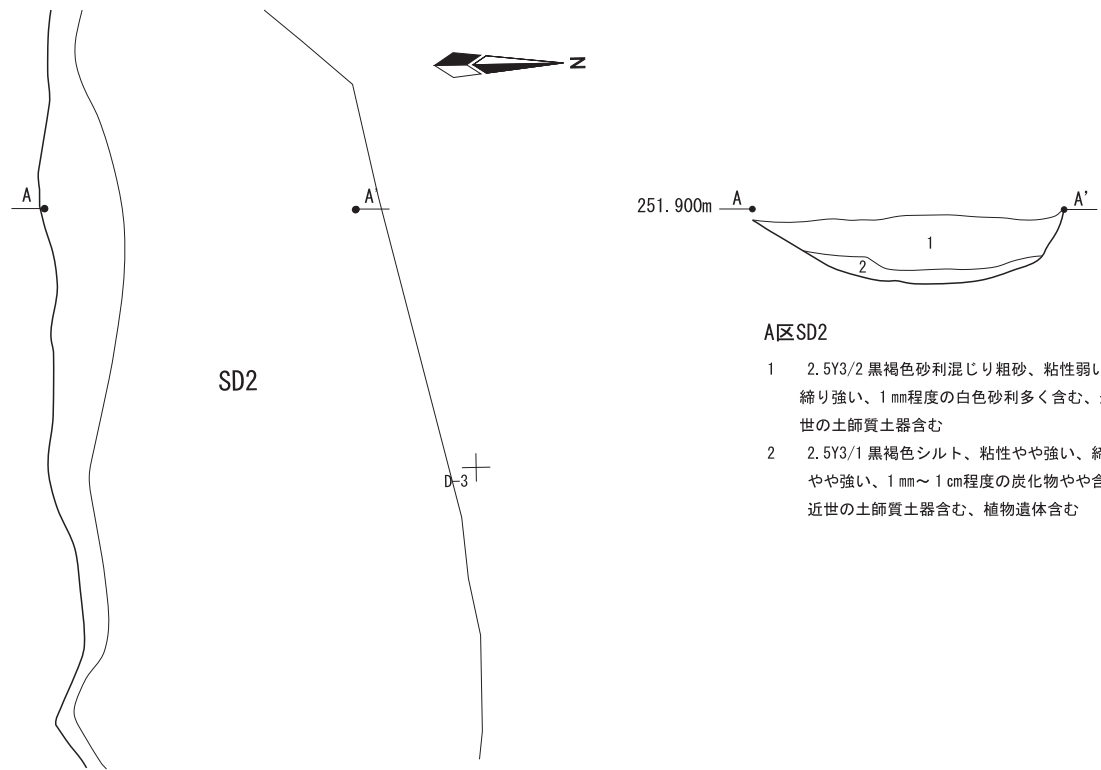 N
A
A'
SD2
D-3
251.900m
A
A'
1
2
A区SD2
1 2.5Y3/2 黒褐色砂利混じり粗砂、粘性弱い
締り強い、1㎜程度の白色砂利多く含む、
世の土師質土器含む
2 2.5Y3/1 黒褐色シルト、粘性やや強い、締
やや強い、1㎜～1㎝程度の炭化物やや含
近世の土師質土器含む、植物遺体含む